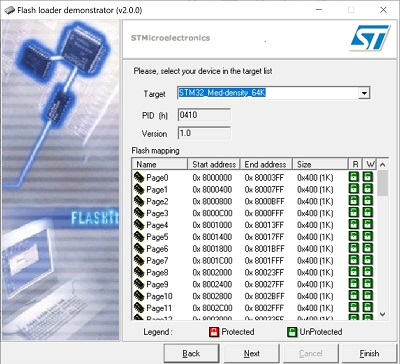 Flash loader demonstrator (v2.0.0)
STMicroelectronics
Please, select your device in the target list
Target STM32_Med-density_64K
PID (h) 0410
Version 1.0
Flash mapping
Name Start address End address Size R W
Page0 0x 8000000 0x 80003FF 0x400 (1K)
Page1 0x 8000400 0x 80007FF 0x400 (1K)
Page2 0x 8000800 0x 8000BFF 0x400 (1K)
Page3 0x 8000C00 0x 8000FFF 0x400 (1K)
Page4 0x 8001000 0x 80013FF 0x400 (1K)
Page5 0x 8001400 0x 80017FF 0x400 (1K)
Page6 0x 8001800 0x 8001BFF 0x400 (1K)
Page7 0x 8001C00 0x 8001FFF 0x400 (1K)
Page8 0x 8002000 0x 80023FF 0x400 (1K)
Page9 0x 8002400 0x 80027FF 0x400 (1K)
Page10 0x 8002800 0x 8002BFF 0x400 (1K)
Page11 0x 8002C00 0x 8002FFF 0x400 (1K)
Legend : Protected UnProtected
Back Next Cancel Finish